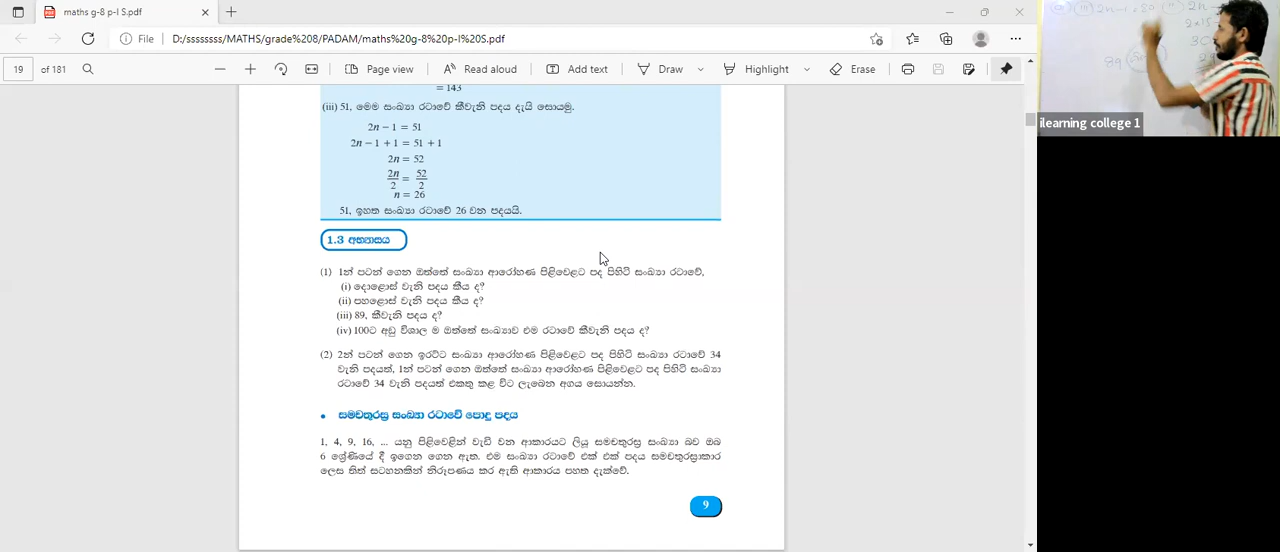 maths g-8 p-I S.pdf
File
D:/ssssssss/MATHS/grade%208/PADAM/maths%20g-8%20p-I%20S.pdf
19 of 181
Page view
Read aloud
Add text
Draw
Highlight
Erase
= 143
(iii) 51, මෙම සංඛ්‍යා රටාවේ කීවැනි පදය දැයි සොයමු.
2n – 1 = 51
2n – 1 + 1 = 51 + 1
2n = 52
2n/2 = 52/2
n = 26
51, ඉහත සංඛ්‍යා රටාවේ 26 වන පදයයි.
1.3 අභ්‍යාසය
(1) 1න් පටන් ගෙන ඔත්තේ සංඛ්‍යා ආරෝහණ පිළිවෙළට පද පිහිටි සංඛ්‍යා රටාවේ,
(i) දොළොස් වැනි පදය කීය ද?
(ii) පහළොස් වැනි පදය කීය ද?
(iii) 89, කීවැනි පදය ද?
(iv) 100ට අඩු විශාල ම ඔත්තේ සංඛ්‍යාව එම රටාවේ කීවැනි පදය ද?
(2) 2න් පටන් ගෙන ඉරට්ට සංඛ්‍යා ආරෝහණ පිළිවෙළට පද පිහිටි සංඛ්‍යා රටාවේ 34
වැනි පදයත්, 1න් පටන් ගෙන ඔත්තේ සංඛ්‍යා ආරෝහණ පිළිවෙළට පද පිහිටි සංඛ්‍යා
රටාවේ 34 වැනි පදයත් එකතු කළ විට ලැබෙන අගය සොයන්න.
• සමචතුරස්‍ර සංඛ්‍යා රටාවේ පොදු පදය
1, 4, 9, 16, ... යනු පිළිවෙළින් වැඩි වන ආකාරයට ලියූ සමචතුරස්‍ර සංඛ්‍යා බව ඔබ
6 ශ්‍රේණියේ දී ඉගෙන ගෙන ඇත. එම සංඛ්‍යා රටාවේ එක් එක් පදය සමචතුරස්‍රාකාර
ලෙස තිත් සටහනකින් නිරූපණය කර ඇති ආකාරය පහත දැක්වේ.
9
ilearning college 1